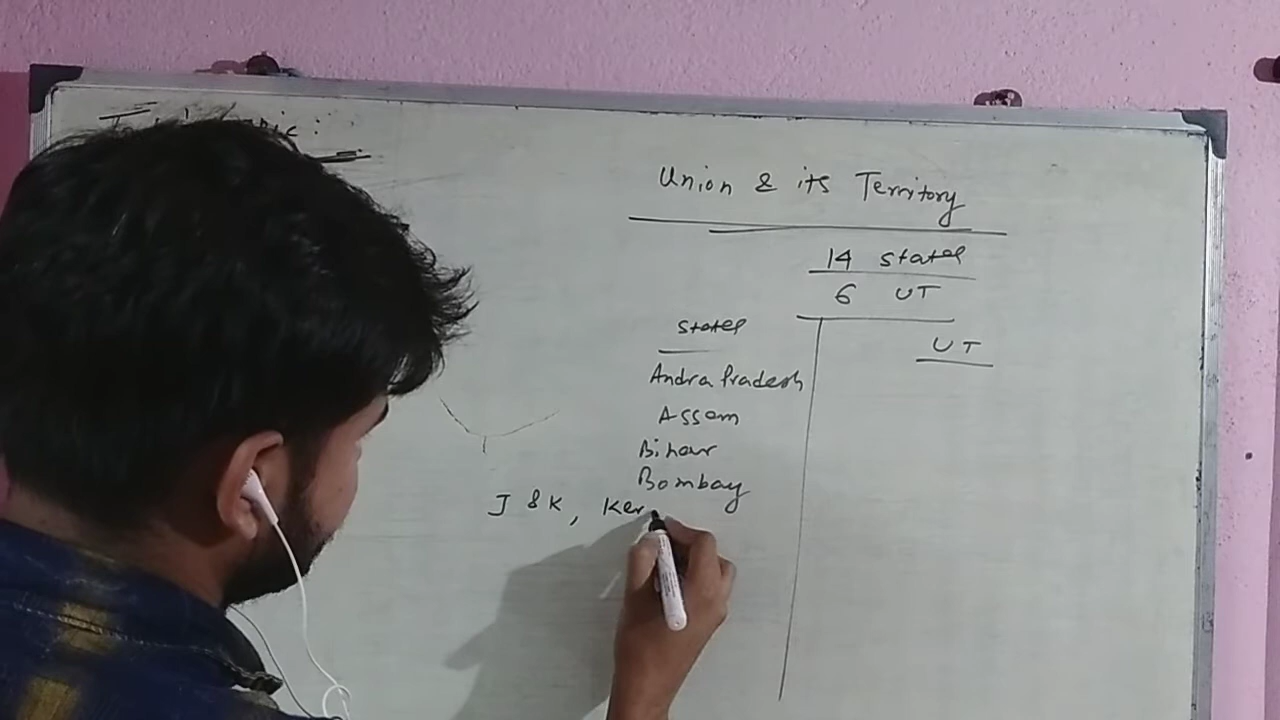 Union & its Territory
14 States
6 UT
States
UT
Andra Pradesh
Assam
Bihar
Bombay
J & K, Ker